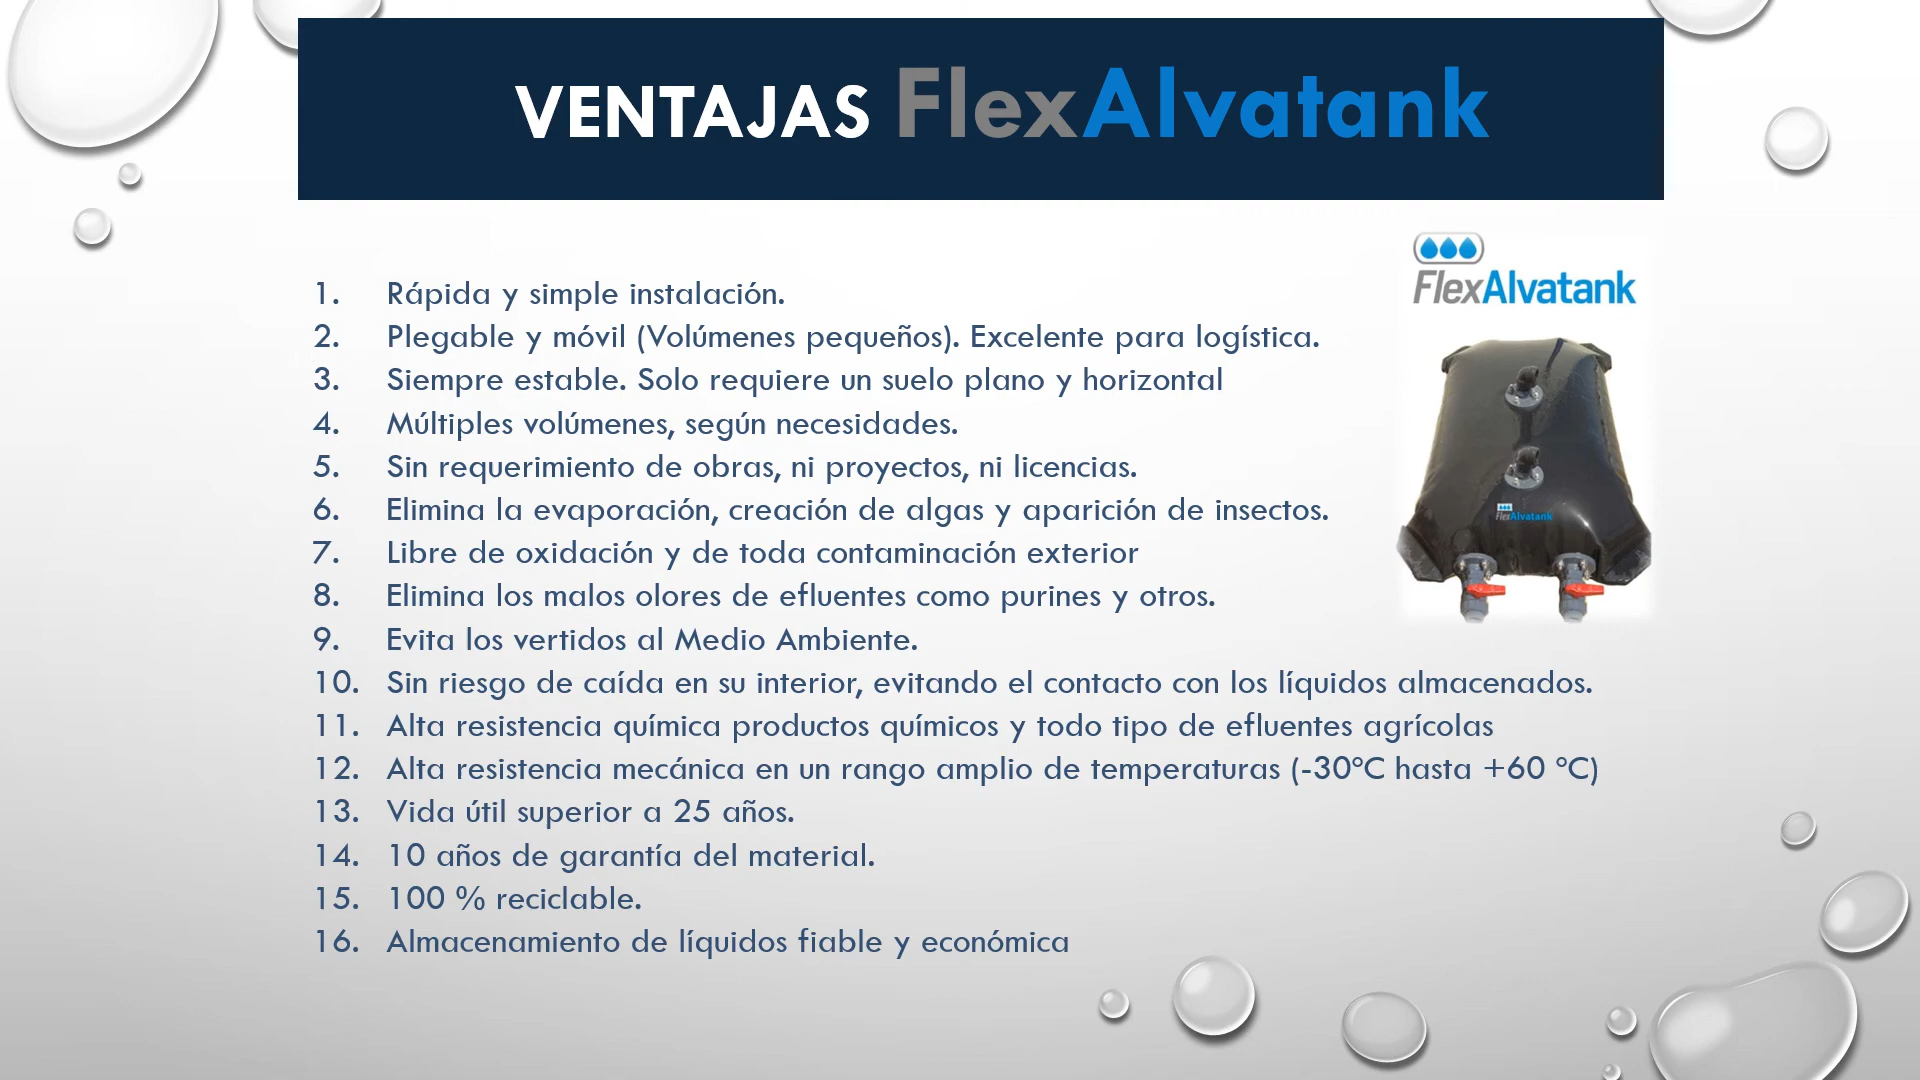 VENTAJAS FlexAlvatank
FlexAlvatank
1. Rápida y simple instalación.
2. Plegable y móvil (Volúmenes pequeños). Excelente para logística.
3. Siempre estable. Solo requiere un suelo plano y horizontal
4. Múltiples volúmenes, según necesidades.
5. Sin requerimiento de obras, ni proyectos, ni licencias.
6. Elimina la evaporación, creación de algas y aparición de insectos.
FlexAlvatank
7. Libre de oxidación y de toda contaminación exterior
8. Elimina los malos olores de efluentes como purines y otros.
9. Evita los vertidos al Medio Ambiente.
10. Sin riesgo de caída en su interior, evitando el contacto con los líquidos almacenados.
11. Alta resistencia química productos químicos y todo tipo de efluentes agrícolas
12. Alta resistencia mecánica en un rango amplio de temperaturas (-30ºC hasta +60 ºC)
13. Vida útil superior a 25 años.
14. 10 años de garantía del material.
15. 100 % reciclable.
16. Almacenamiento de líquidos fiable y económica